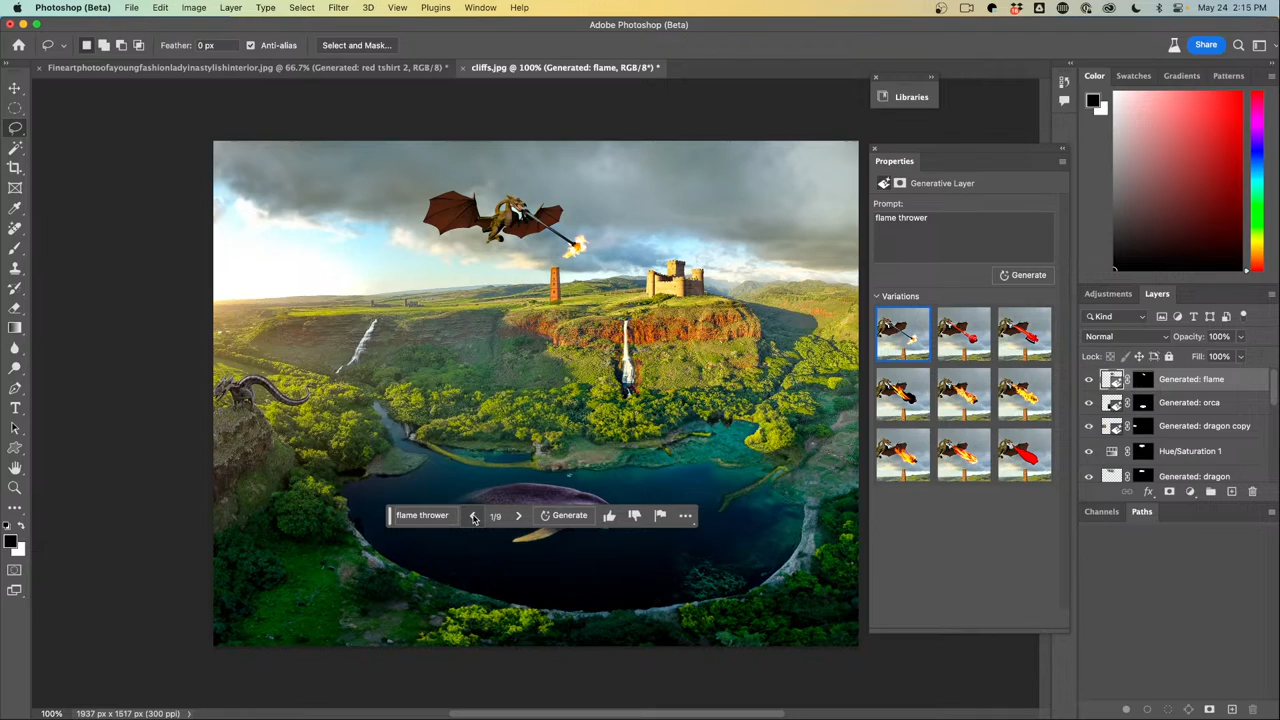 Photoshop (Beta) File Edit Image Layer Type Select Filter 3D View Plugins Window Help May 24 2:15 PM
Adobe Photoshop (Beta)
Feather: 0 px Anti-alias Select and Mask... Share
Fineartphotoofayoungfashionladyinastylishinterior.jpg @ 66.7% (Generated: red tshirt 2, RGB/8) * cliffs.jpg @ 100% (Generated: flame, RGB/8*) *
Libraries
Color Swatches Gradients Patterns
Properties
Generative Layer
Prompt:
flame thrower
Generate
Variations
Adjustments Layers
Kind
Normal Opacity: 100%
Lock: Fill: 100%
Generated: flame
Generated: orca
Generated: dragon copy
Hue/Saturation 1
Generated: dragon
fx
Channels Paths
flame thrower 1/9 Generate
T
100% 1937 px x 1517 px (300 ppi)